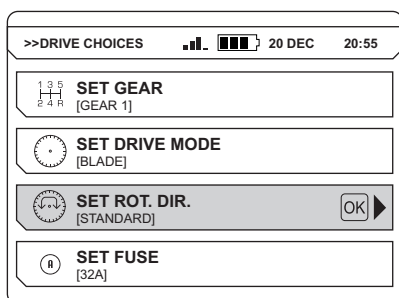 >>DRIVE CHOICES 20 DEC 20:55
1 3 5
2 4 R
SET GEAR
[GEAR 1]
SET DRIVE MODE
[BLADE]
SET ROT. DIR.
[STANDARD]
OK
A
SET FUSE
[32A]